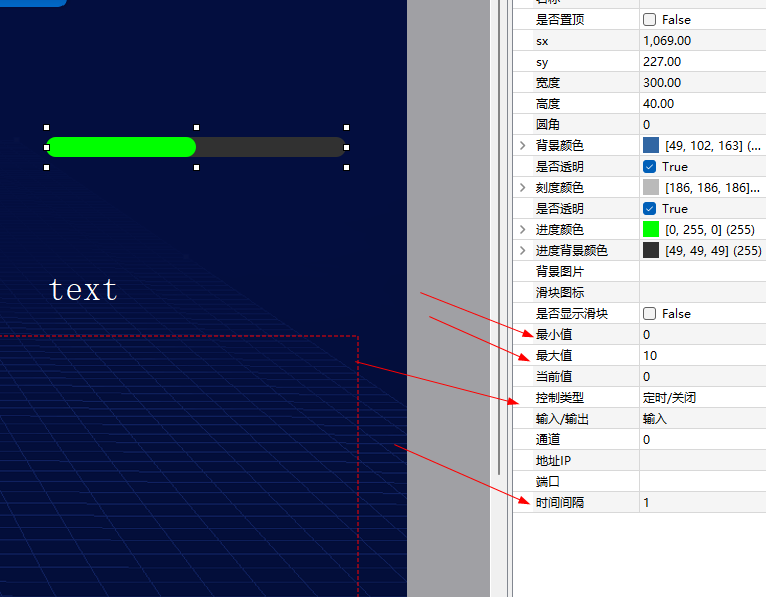 text
名称
是否置顶 False
sx 1,069.00
sy 227.00
宽度 300.00
高度 40.00
圆角 0
背景颜色 [49, 102, 163] (...
是否透明 True
刻度颜色 [186, 186, 186]...
是否透明 True
进度颜色 [0, 255, 0] (255)
进度背景颜色 [49, 49, 49] (255)
背景图片
滑块图标
是否显示滑块 False
最小值 0
最大值 10
当前值 0
控制类型 定时/关闭
输入/输出 输入
通道 0
地址IP
端口
时间间隔 1